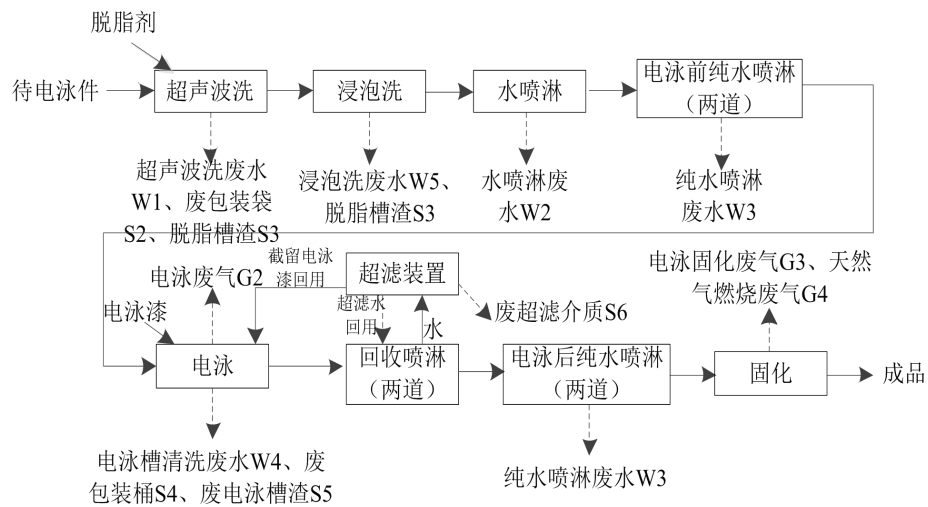 脱脂剂
待电泳件
超声波洗
浸泡洗
水喷淋
电泳前纯水喷淋
（两道）
超声波洗废水
W1、废包装袋
S2、脱脂槽渣S3
浸泡洗废水W5、
脱脂槽渣S3
水喷淋废
水W2
纯水喷淋
废水W3
电泳废气G2
截留电泳
漆回用
超滤装置
电泳固化废气G3、天然
气燃烧废气G4
电泳漆
超滤水
回用
水
废超滤介质S6
电泳
回收喷淋
（两道）
电泳后纯水喷淋
（两道）
固化
成品
电泳槽清洗废水W4、废
包装桶S4、废电泳槽渣S5
纯水喷淋废水W3